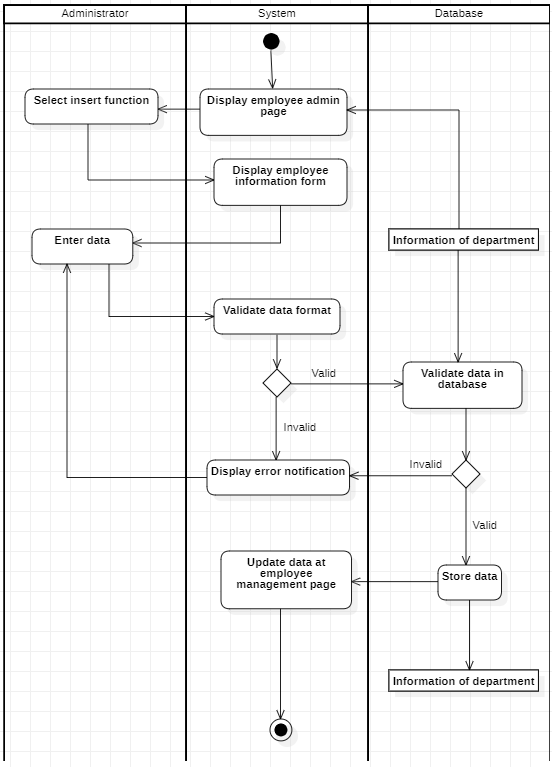 Administrator
System
Database
Select insert function
Display employee admin
page
Display employee
information form
Enter data
Information of department
Validate data format
Valid
Validate data in
database
Invalid
Display error notification
Invalid
Valid
Update data at
employee
management page
Store data
Information of department